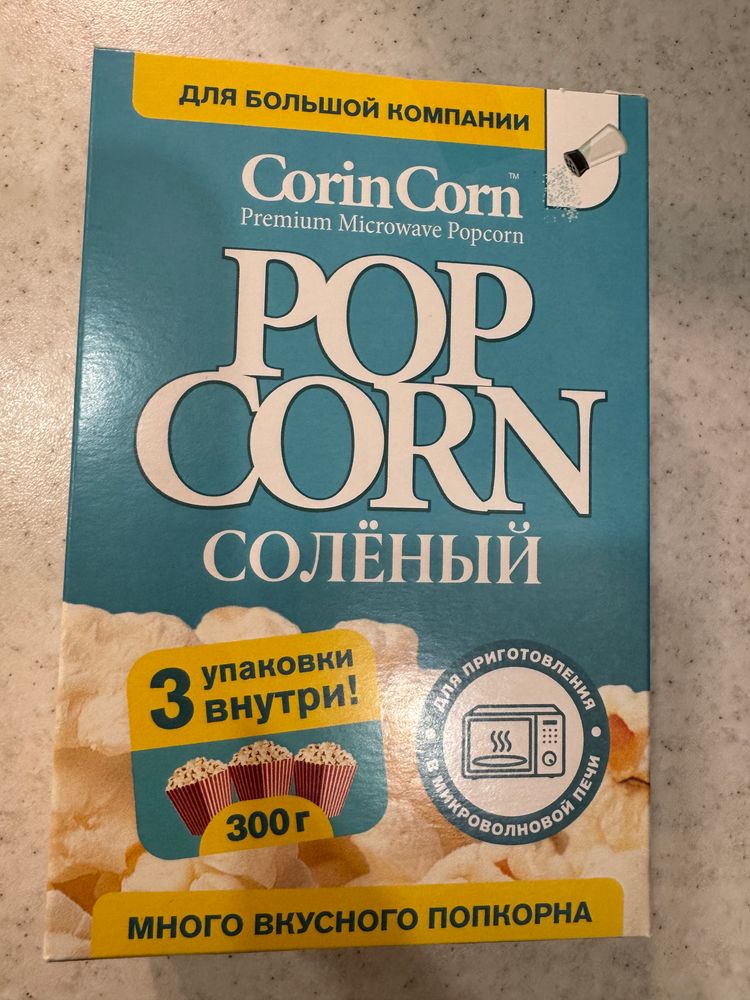 ДЛЯ БОЛЬШОЙ КОМПАНИИ
CorinCorn™
Premium Microwave Popcorn
POP
CORN
СОЛЁНЫЙ
3 упаковки
внутри!
300 г
ДЛЯ ПРИГОТОВЛЕНИЯ
В МИКРОВОЛНОВОЙ ПЕЧИ
МНОГО ВКУСНОГО ПОПКОРНА